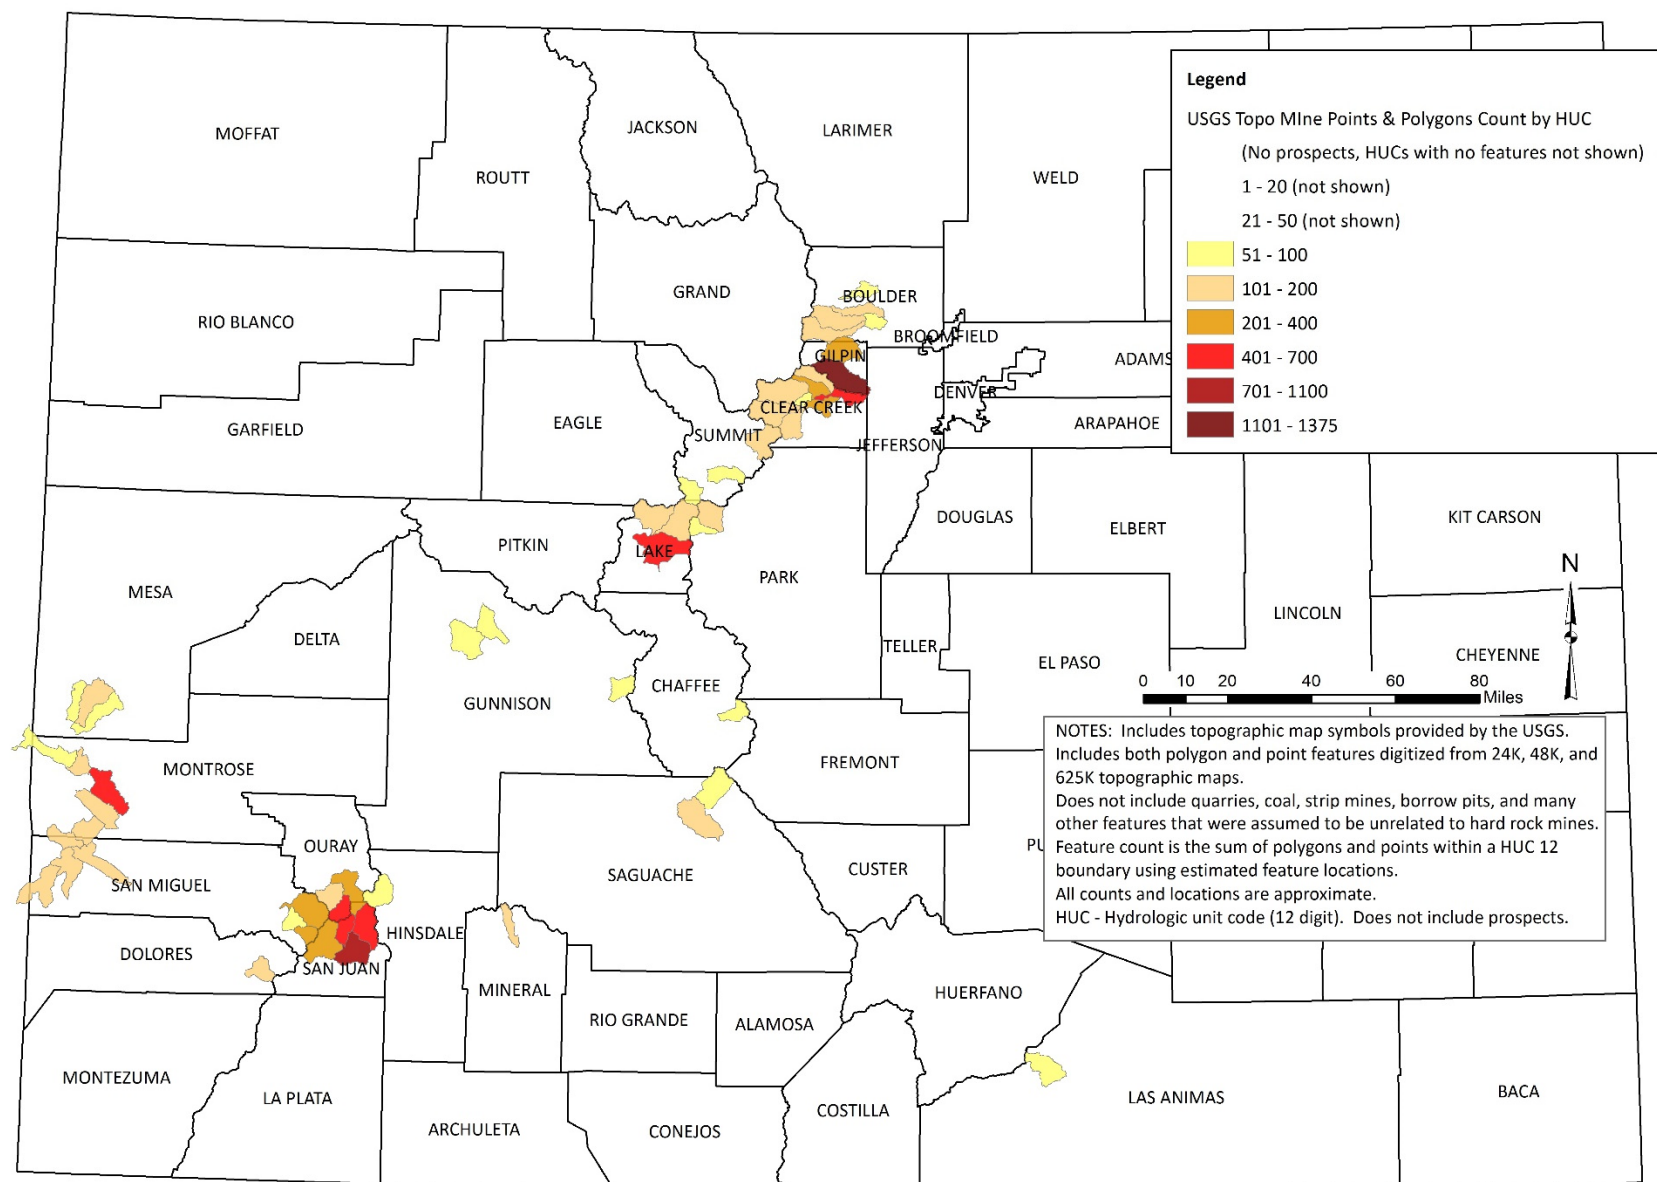 MOFFAT
ROUTT
JACKSON
LARIMER
WELD
Legend
USGS Topo MIne Points & Polygons Count by HUC
(No prospects, HUCs with no features not shown)
1 - 20 (not shown)
21 - 50 (not shown)
51 - 100
101 - 200
201 - 400
401 - 700
701 - 1100
1101 - 1375
RIO BLANCO
GRAND
BOULDER
BROOMFIELD
GILPIN
ADAMS
DENVER
CLEAR CREEK
GARFIELD
EAGLE
SUMMIT
JEFFERSON
ARAPAHOE
PITKIN
LAKE
DOUGLAS
ELBERT
KIT CARSON
MESA
PARK
DELTA
TELLER
EL PASO
LINCOLN
CHEYENNE
N
GUNNISON
CHAFFEE
0 10 20 40 60 80
Miles
MONTROSE
FREMONT
NOTES: Includes topographic map symbols provided by the USGS.
Includes both polygon and point features digitized from 24K, 48K, and
625K topographic maps.
Does not include quarries, coal, strip mines, borrow pits, and many
other features that were assumed to be unrelated to hard rock mines.
Feature count is the sum of polygons and points within a HUC 12
boundary using estimated feature locations.
All counts and locations are approximate.
HUC - Hydrologic unit code (12 digit). Does not include prospects.
PU
OURAY
SAN MIGUEL
SAGUACHE
CUSTER
HINSDALE
DOLORES
SAN JUAN
MINERAL
RIO GRANDE
ALAMOSA
HUERFANO
MONTEZUMA
LA PLATA
ARCHULETA
CONEJOS
COSTILLA
LAS ANIMAS
BACA